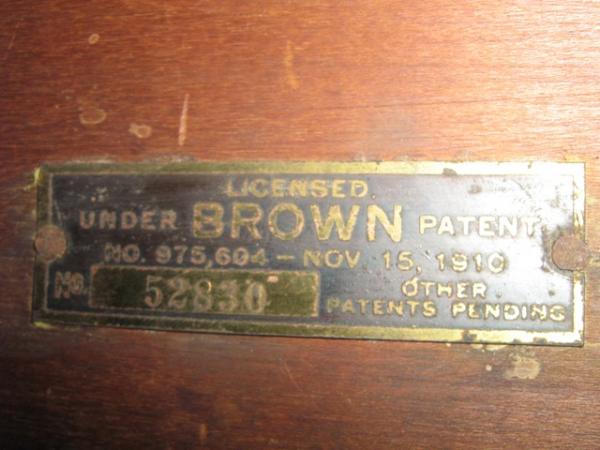 LICENSED
UNDER BROWN PATENT
NO. 975,604 - NOV. 15, 1910
NO. 52830
OTHER
PATENTS PENDING